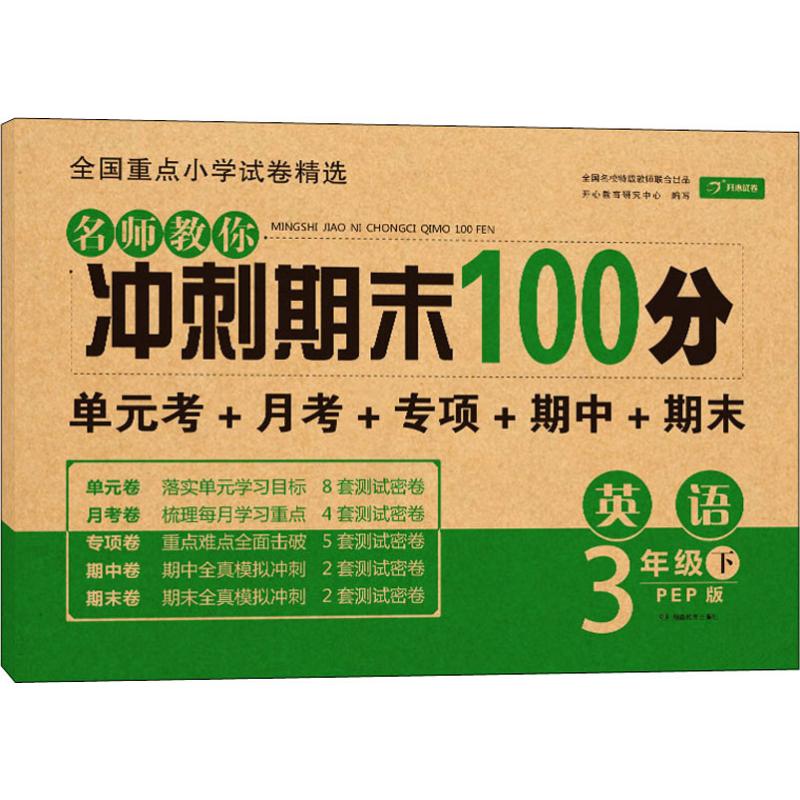 全国重点小学试卷精选
全国名校特级教师联合出品
开心教育研究中心 编写
开心试卷
名师教你
MINGSHI JIAO NI CHONGCI QIMO 100 FEN
冲刺期末100分
单元考+月考+专项+期中+期末
单元卷 落实单元学习目标 8套测试密卷
月考卷 梳理每月学习重点 4套测试密卷
专项卷 重点难点全面击破 5套测试密卷
期中卷 期中全真模拟冲刺 2套测试密卷
期末卷 期末全真模拟冲刺 2套测试密卷
英语
3年级下
PEP版